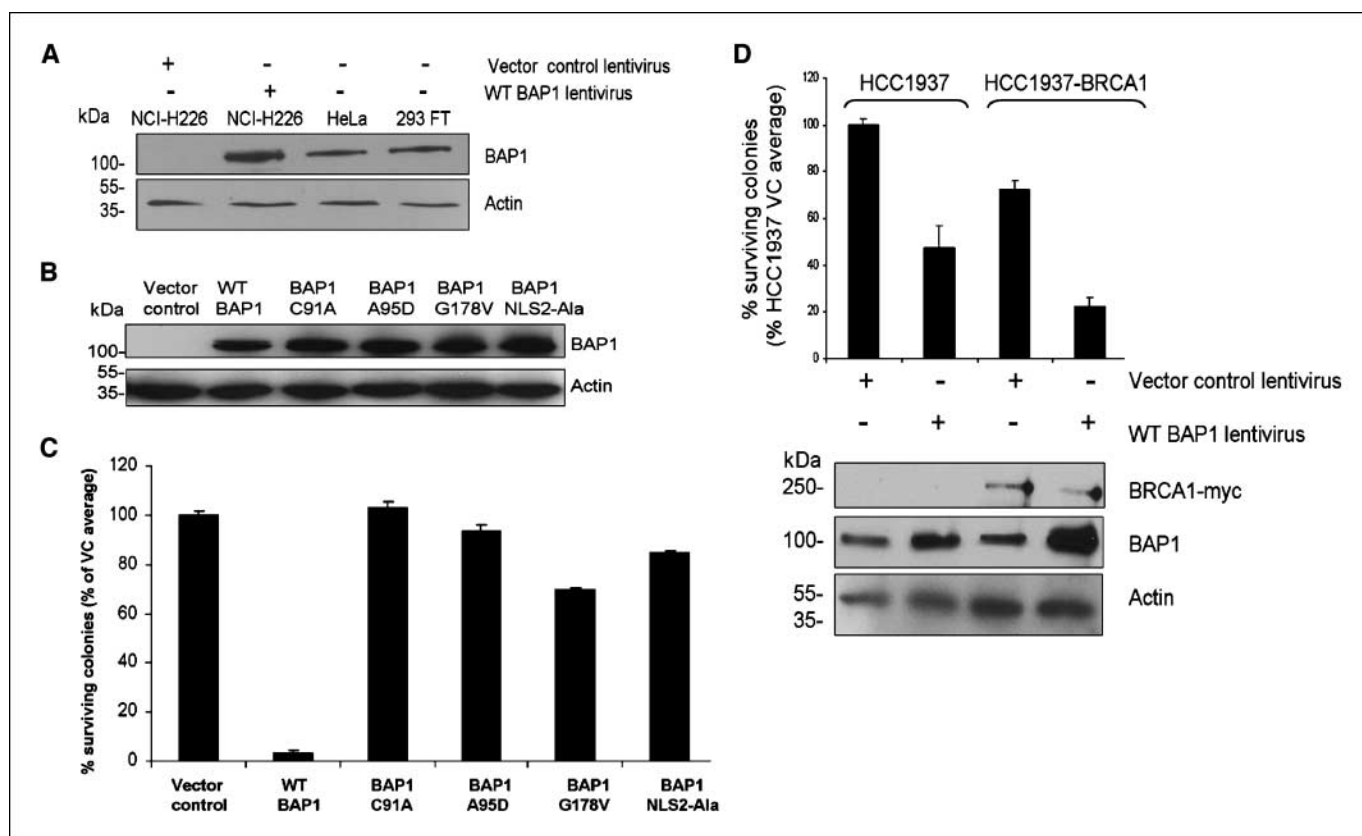 A
+ - - - Vector control lentivirus
- + - - WT BAP1 lentivirus
kDa NCI-H226 NCI-H226 HeLa 293 FT
100- BAP1
55-
35- Actin
B
Vector control WT BAP1 BAP1 C91A BAP1 A95D BAP1 G178V BAP1 NLS2-Ala
kDa
100- BAP1
55-
35- Actin
C
% surviving colonies (% of VC average)
120
100
80
60
40
20
0
Vector control WT BAP1 BAP1 C91A BAP1 A95D BAP1 G178V BAP1 NLS2-Ala
D
HCC1937 HCC1937-BRCA1
% surviving colonies
(% HCC1937 VC average)
120
100
80
60
40
20
0
+ - + - Vector control lentivirus
- + - + WT BAP1 lentivirus
kDa
250- BRCA1-myc
100- BAP1
55-
35- Actin